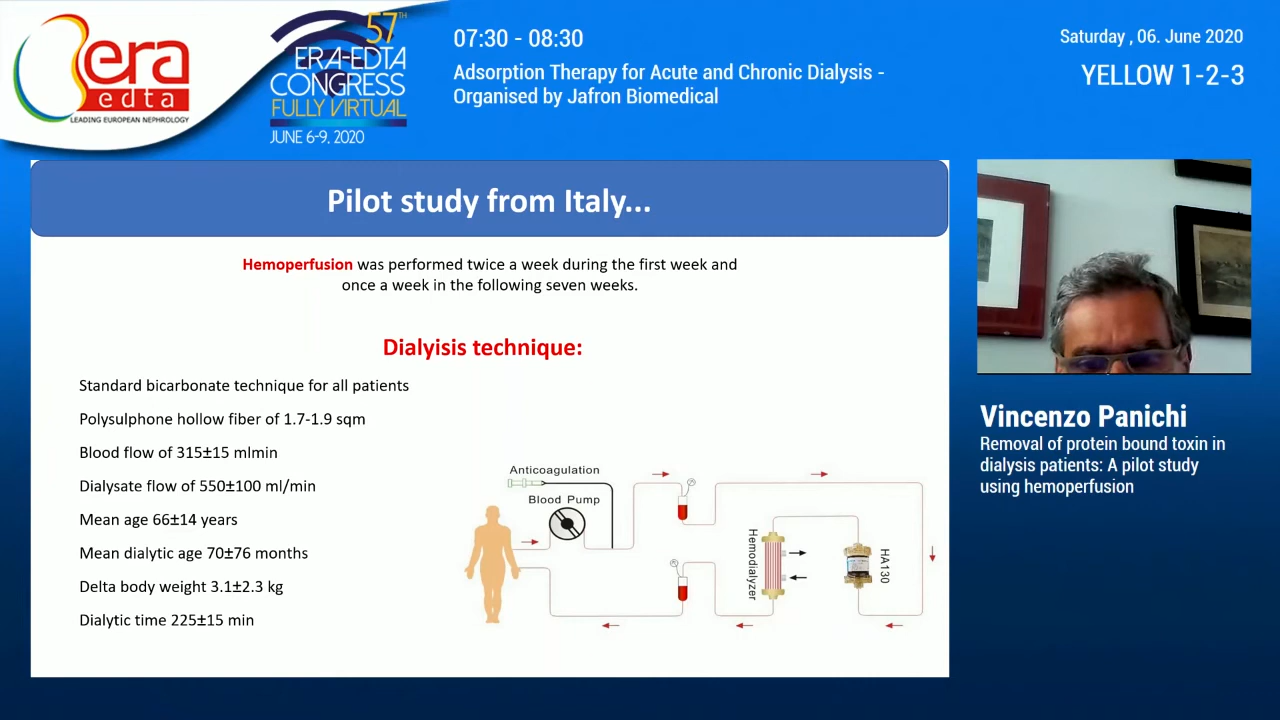 era
edta
LEADING EUROPEAN NEPHROLOGY
57TH
ERA-EDTA
CONGRESS
FULLY VIRTUAL
JUNE 6-9, 2020
07:30 - 08:30
Adsorption Therapy for Acute and Chronic Dialysis -
Organised by Jafron Biomedical
Saturday , 06. June 2020
YELLOW 1-2-3
Pilot study from Italy...
Hemoperfusion was performed twice a week during the first week and
once a week in the following seven weeks.
Dialyisis technique:
Standard bicarbonate technique for all patients
Polysulphone hollow fiber of 1.7-1.9 sqm
Blood flow of 315±15 mlmin
Dialysate flow of 550±100 ml/min
Mean age 66±14 years
Mean dialytic age 70±76 months
Delta body weight 3.1±2.3 kg
Dialytic time 225±15 min
Anticoagulation
Blood Pump
Hemodialyzer
HA130
Vincenzo Panichi
Removal of protein bound toxin in
dialysis patients: A pilot study
using hemoperfusion